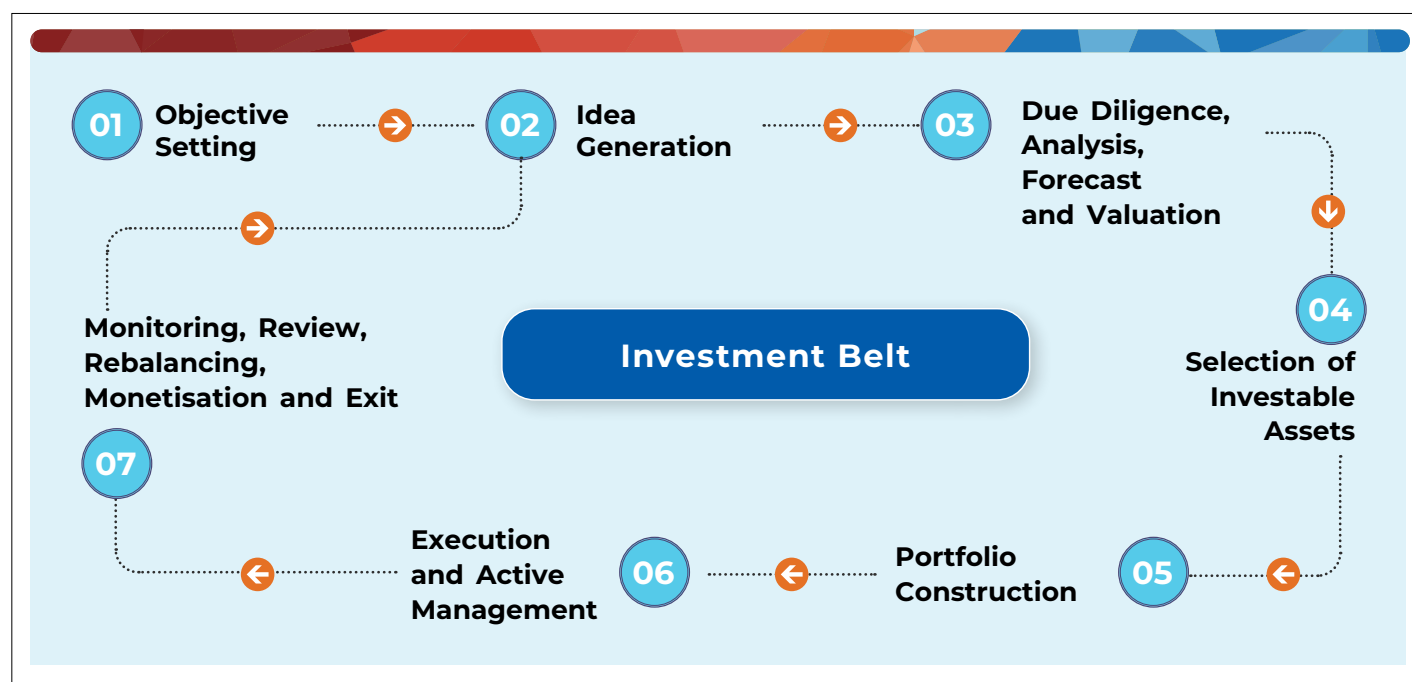 01
Objective
Setting
02
Idea
Generation
03
Due Diligence,
Analysis,
Forecast
and Valuation
04
Selection of
Investable
Assets
05
Portfolio
Construction
06
Execution
and Active
Management
07
Monitoring, Review,
Rebalancing,
Monetisation and Exit
Investment Belt